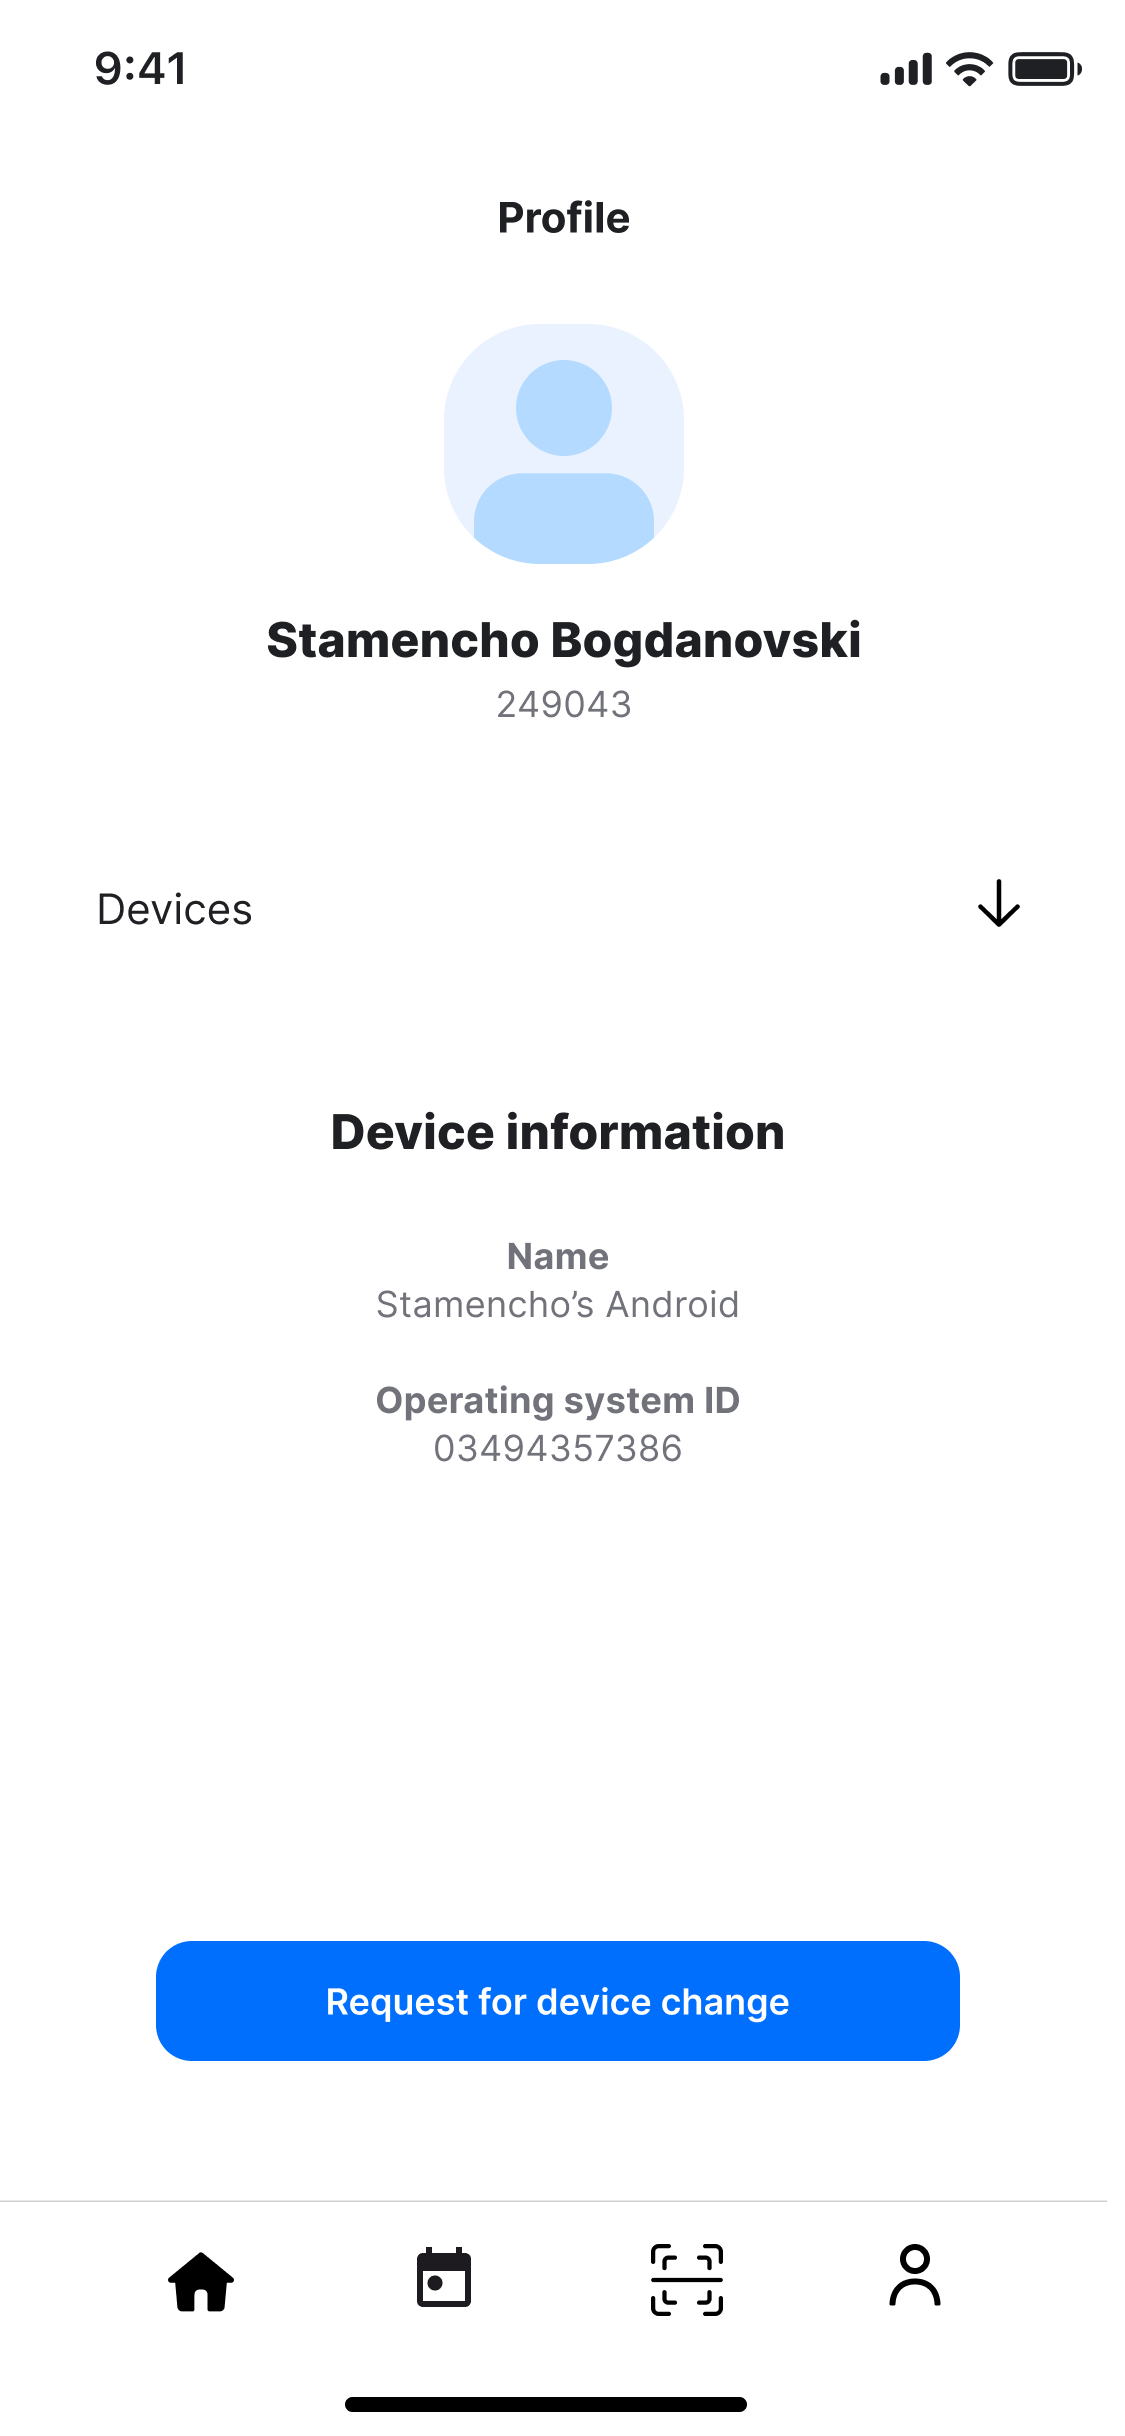 9:41
Profile
Stamencho Bogdanovski
249043
Devices
Device information
Name
Stamencho’s Android
Operating system ID
03494357386
Request for device change